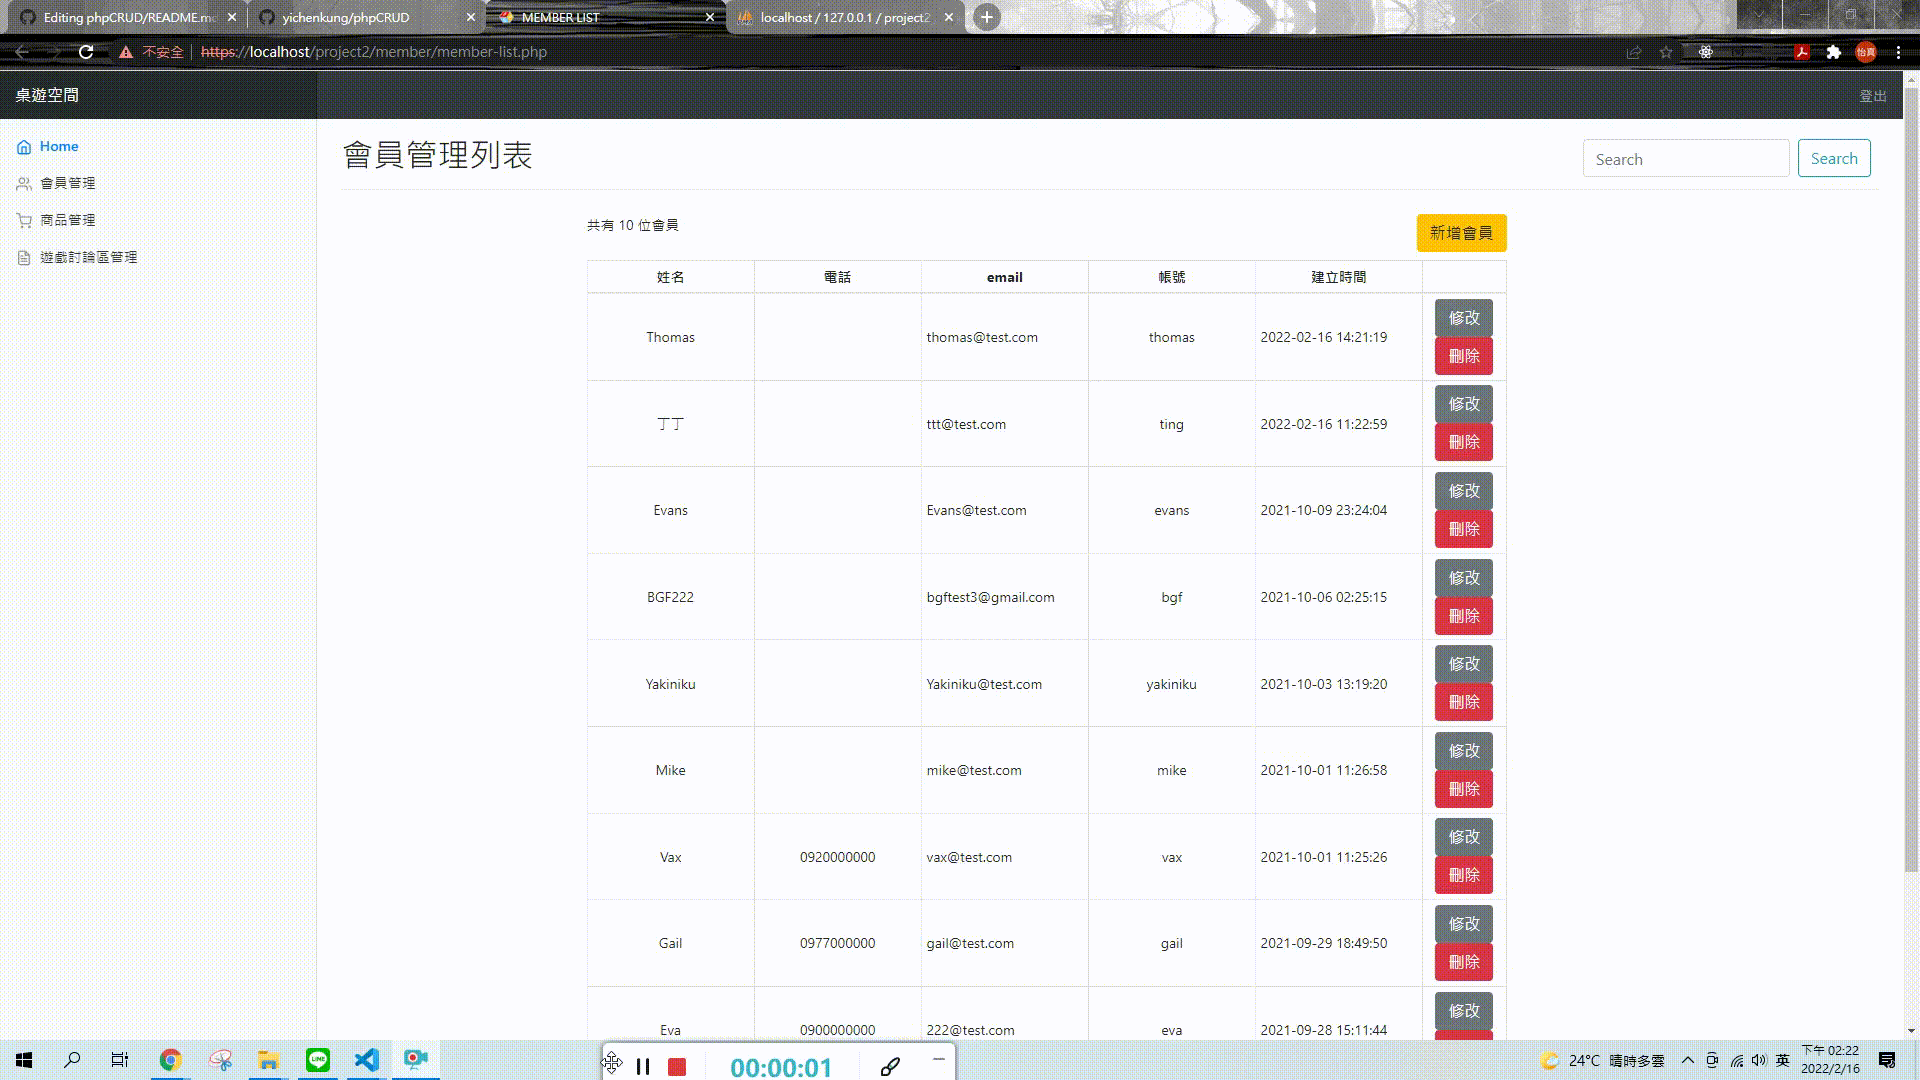 Editing phpCRUD/README.md
yichenkung/phpCRUD
MEMBER LIST
localhost / 127.0.0.1 / project2
不安全 | https://localhost/project2/member/member-list.php
怡真
桌遊空間
登出
Home
會員管理
商品管理
遊戲討論區管理
會員管理列表
Search
Search
共有 10 位會員
新增會員
姓名 電話 email 帳號 建立時間
Thomas thomas@test.com thomas 2022-02-16 14:21:19 修改 刪除
丁丁 ttt@test.com ting 2022-02-16 11:22:59 修改 刪除
Evans Evans@test.com evans 2021-10-09 23:24:04 修改 刪除
BGF222 bgftest3@gmail.com bgf 2021-10-06 02:25:15 修改 刪除
Yakiniku Yakiniku@test.com yakiniku 2021-10-03 13:19:20 修改 刪除
Mike mike@test.com mike 2021-10-01 11:26:58 修改 刪除
Vax 0920000000 vax@test.com vax 2021-10-01 11:25:26 修改 刪除
Gail 0977000000 gail@test.com gail 2021-09-29 18:49:50 修改 刪除
Eva 0900000000 222@test.com eva 2021-09-28 15:11:44 修改
00:00:01
LINE
24°C 晴時多雲
英
下午 02:22
2022/2/16